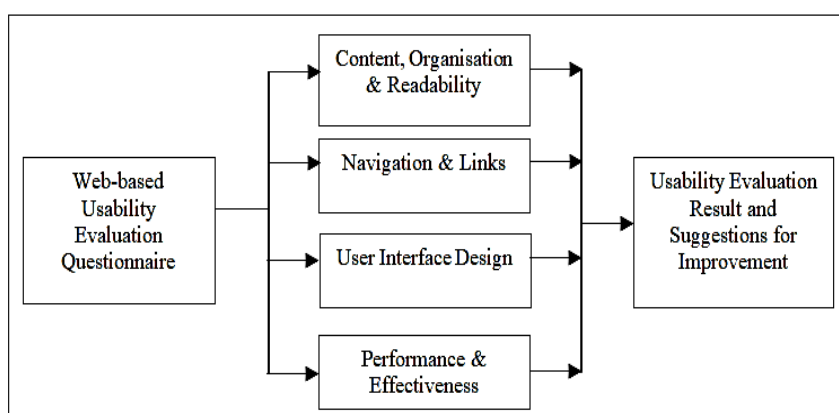 Content, Organisation
& Readability
Navigation & Links
Web-based
Usability
Evaluation
Questionnaire
User Interface Design
Performance &
Effectiveness
Usability Evaluation
Result and
Suggestions for
Improvement